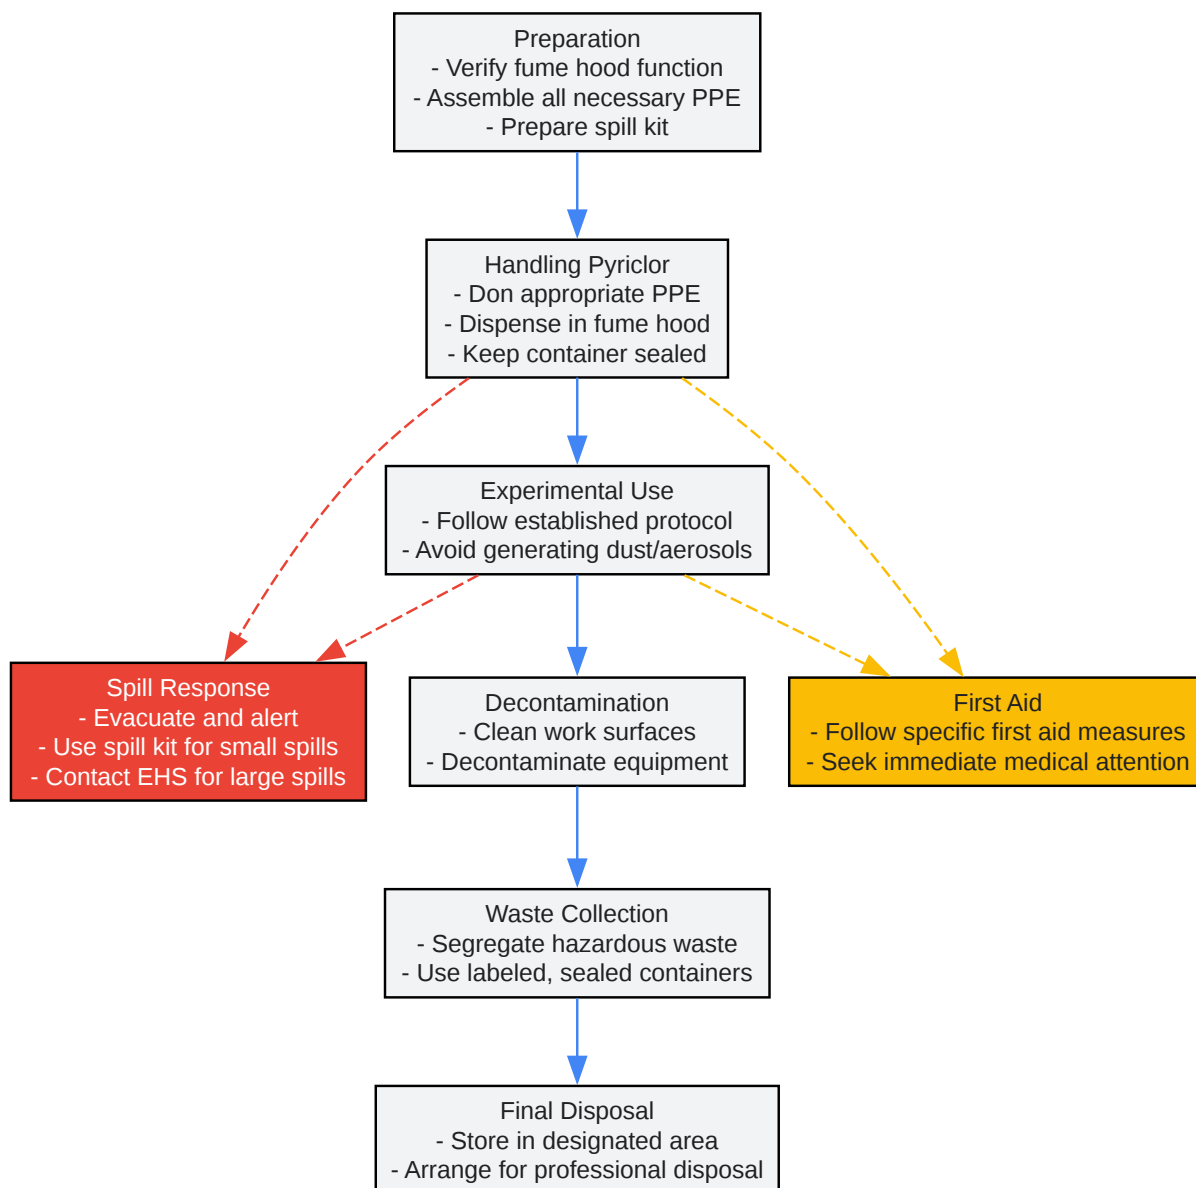 Preparation
- Verify fume hood function
- Assemble all necessary PPE
- Prepare spill kit
Handling Pyriclor
- Don appropriate PPE
- Dispense in fume hood
- Keep container sealed
Experimental Use
- Follow established protocol
- Avoid generating dust/aerosols
Spill Response
- Evacuate and alert
- Use spill kit for small spills
- Contact EHS for large spills
Decontamination
- Clean work surfaces
- Decontaminate equipment
First Aid
- Follow specific first aid measures
- Seek immediate medical attention
Waste Collection
- Segregate hazardous waste
- Use labeled, sealed containers
Final Disposal
- Store in designated area
- Arrange for professional disposal